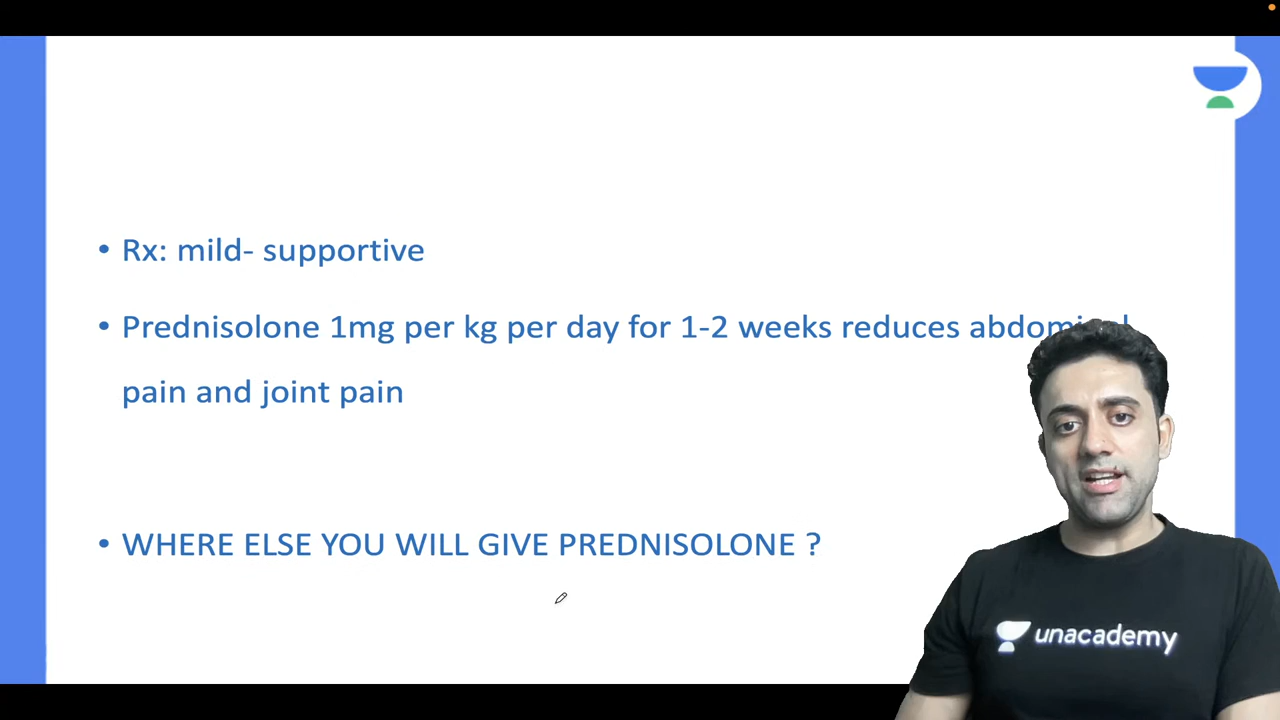 • Rx: mild- supportive
• Prednisolone 1mg per kg per day for 1-2 weeks reduces abdominal
pain and joint pain
• WHERE ELSE YOU WILL GIVE PREDNISOLONE ?
unacademy